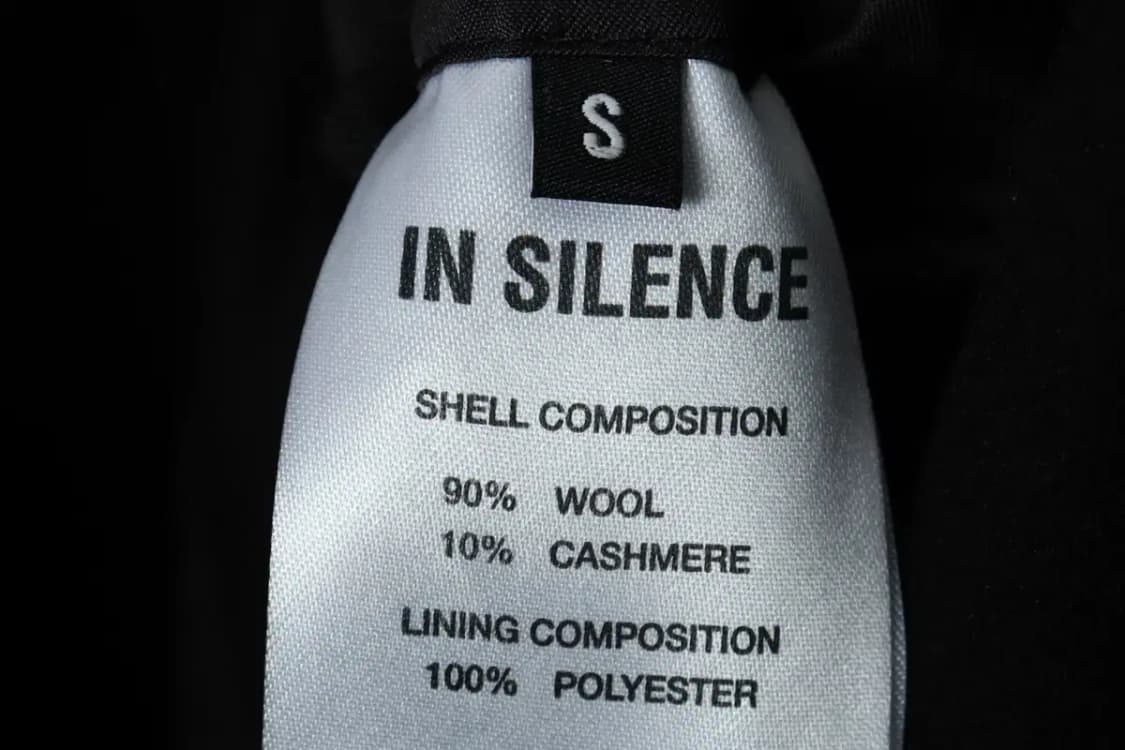 S
IN SILENCE
SHELL COMPOSITION
90% WOOL
10% CASHMERE
LINING COMPOSITION
100% POLYESTER